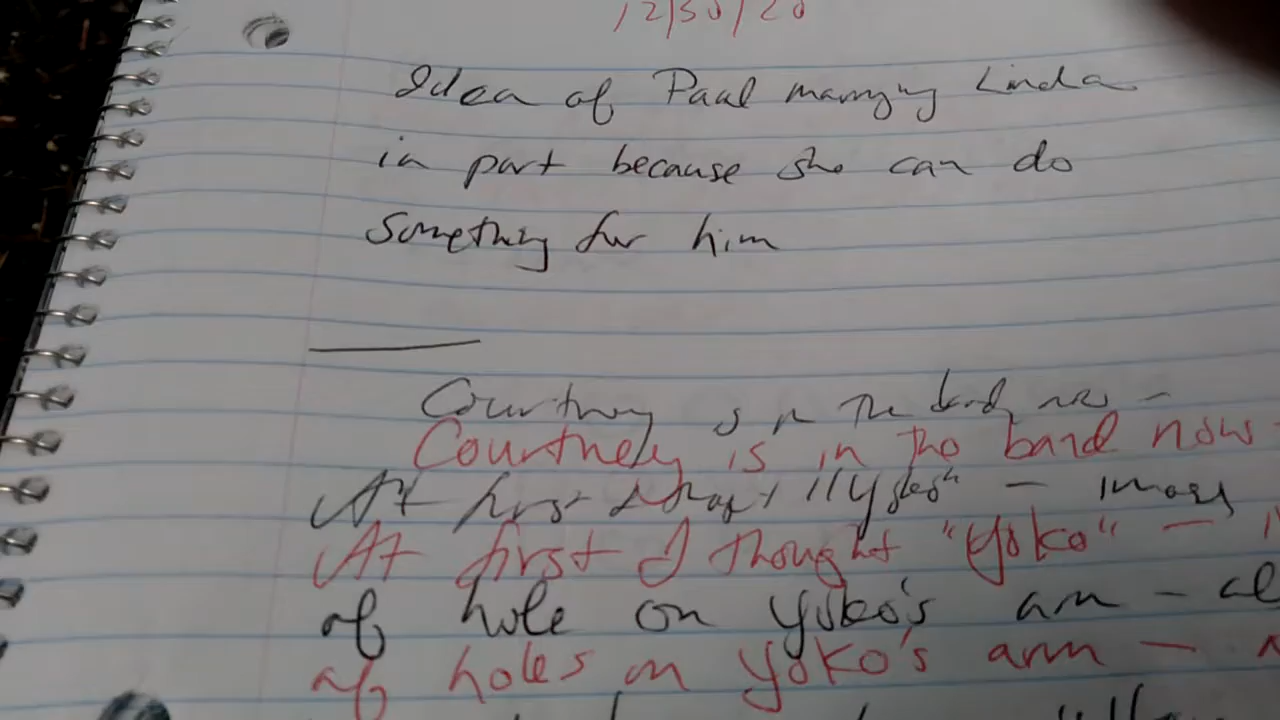 12/30/20
Idea of Paul marrying Linda
in part because she can do
something for him
Courtney is in the band now -
Courtnely is in the band now -
At first I thought "Yoko" - image
At first I thought "Yoko" -
of hole on Yoko's arm -
of holes on Yoko's arm -